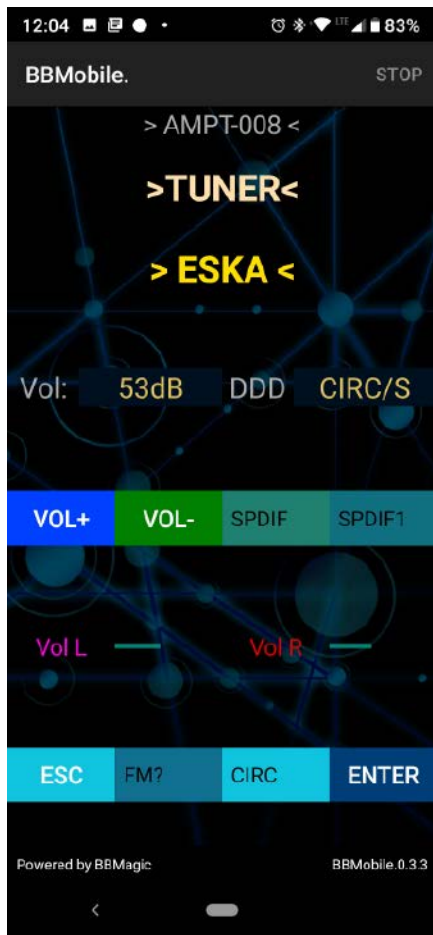 12:04 LTE 83%
BBMobile. STOP
> AMPT-008 <
>TUNER<
> ESKA <
Vol: 53dB DDD CIRC/S
VOL+ VOL- SPDIF SPDIF1
Vol L Vol R
ESC FM? CIRC ENTER
Powered by BBMagic BBMobile.0.3.3